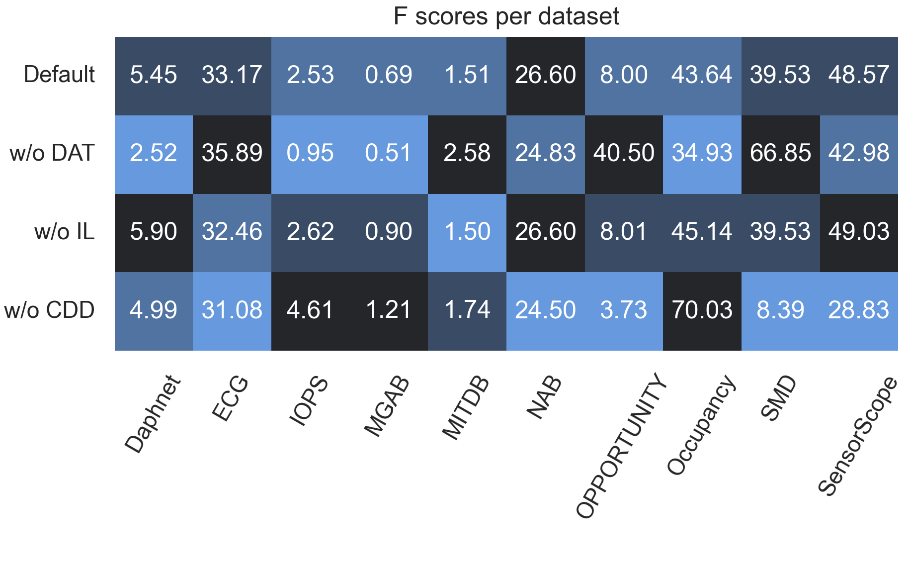 F scores per dataset
Default 5.45 33.17 2.53 0.69 1.51 26.60 8.00 43.64 39.53 48.57
w/o DAT 2.52 35.89 0.95 0.51 2.58 24.83 40.50 34.93 66.85 42.98
w/o IL 5.90 32.46 2.62 0.90 1.50 26.60 8.01 45.14 39.53 49.03
w/o CDD 4.99 31.08 4.61 1.21 1.74 24.50 3.73 70.03 8.39 28.83
Daphnet ECG IOPS MGAB MITDB NAB OPPORTUNITY Occupancy SMD SensorScope